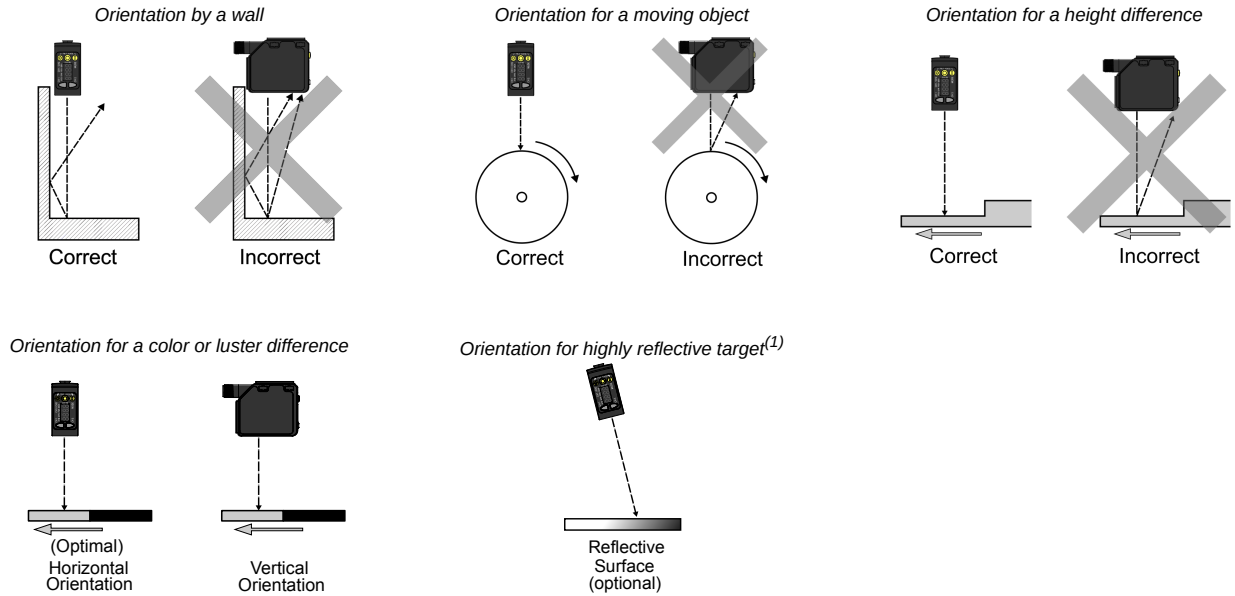 Orientation by a wall
Orientation for a moving object
Orientation for a height difference
Correct
Incorrect
Correct
Incorrect
Correct
Incorrect
Orientation for a color or luster difference
Orientation for highly reflective target(1)
(Optimal)
Horizontal
Orientation
Vertical
Orientation
Reflective
Surface
(optional)